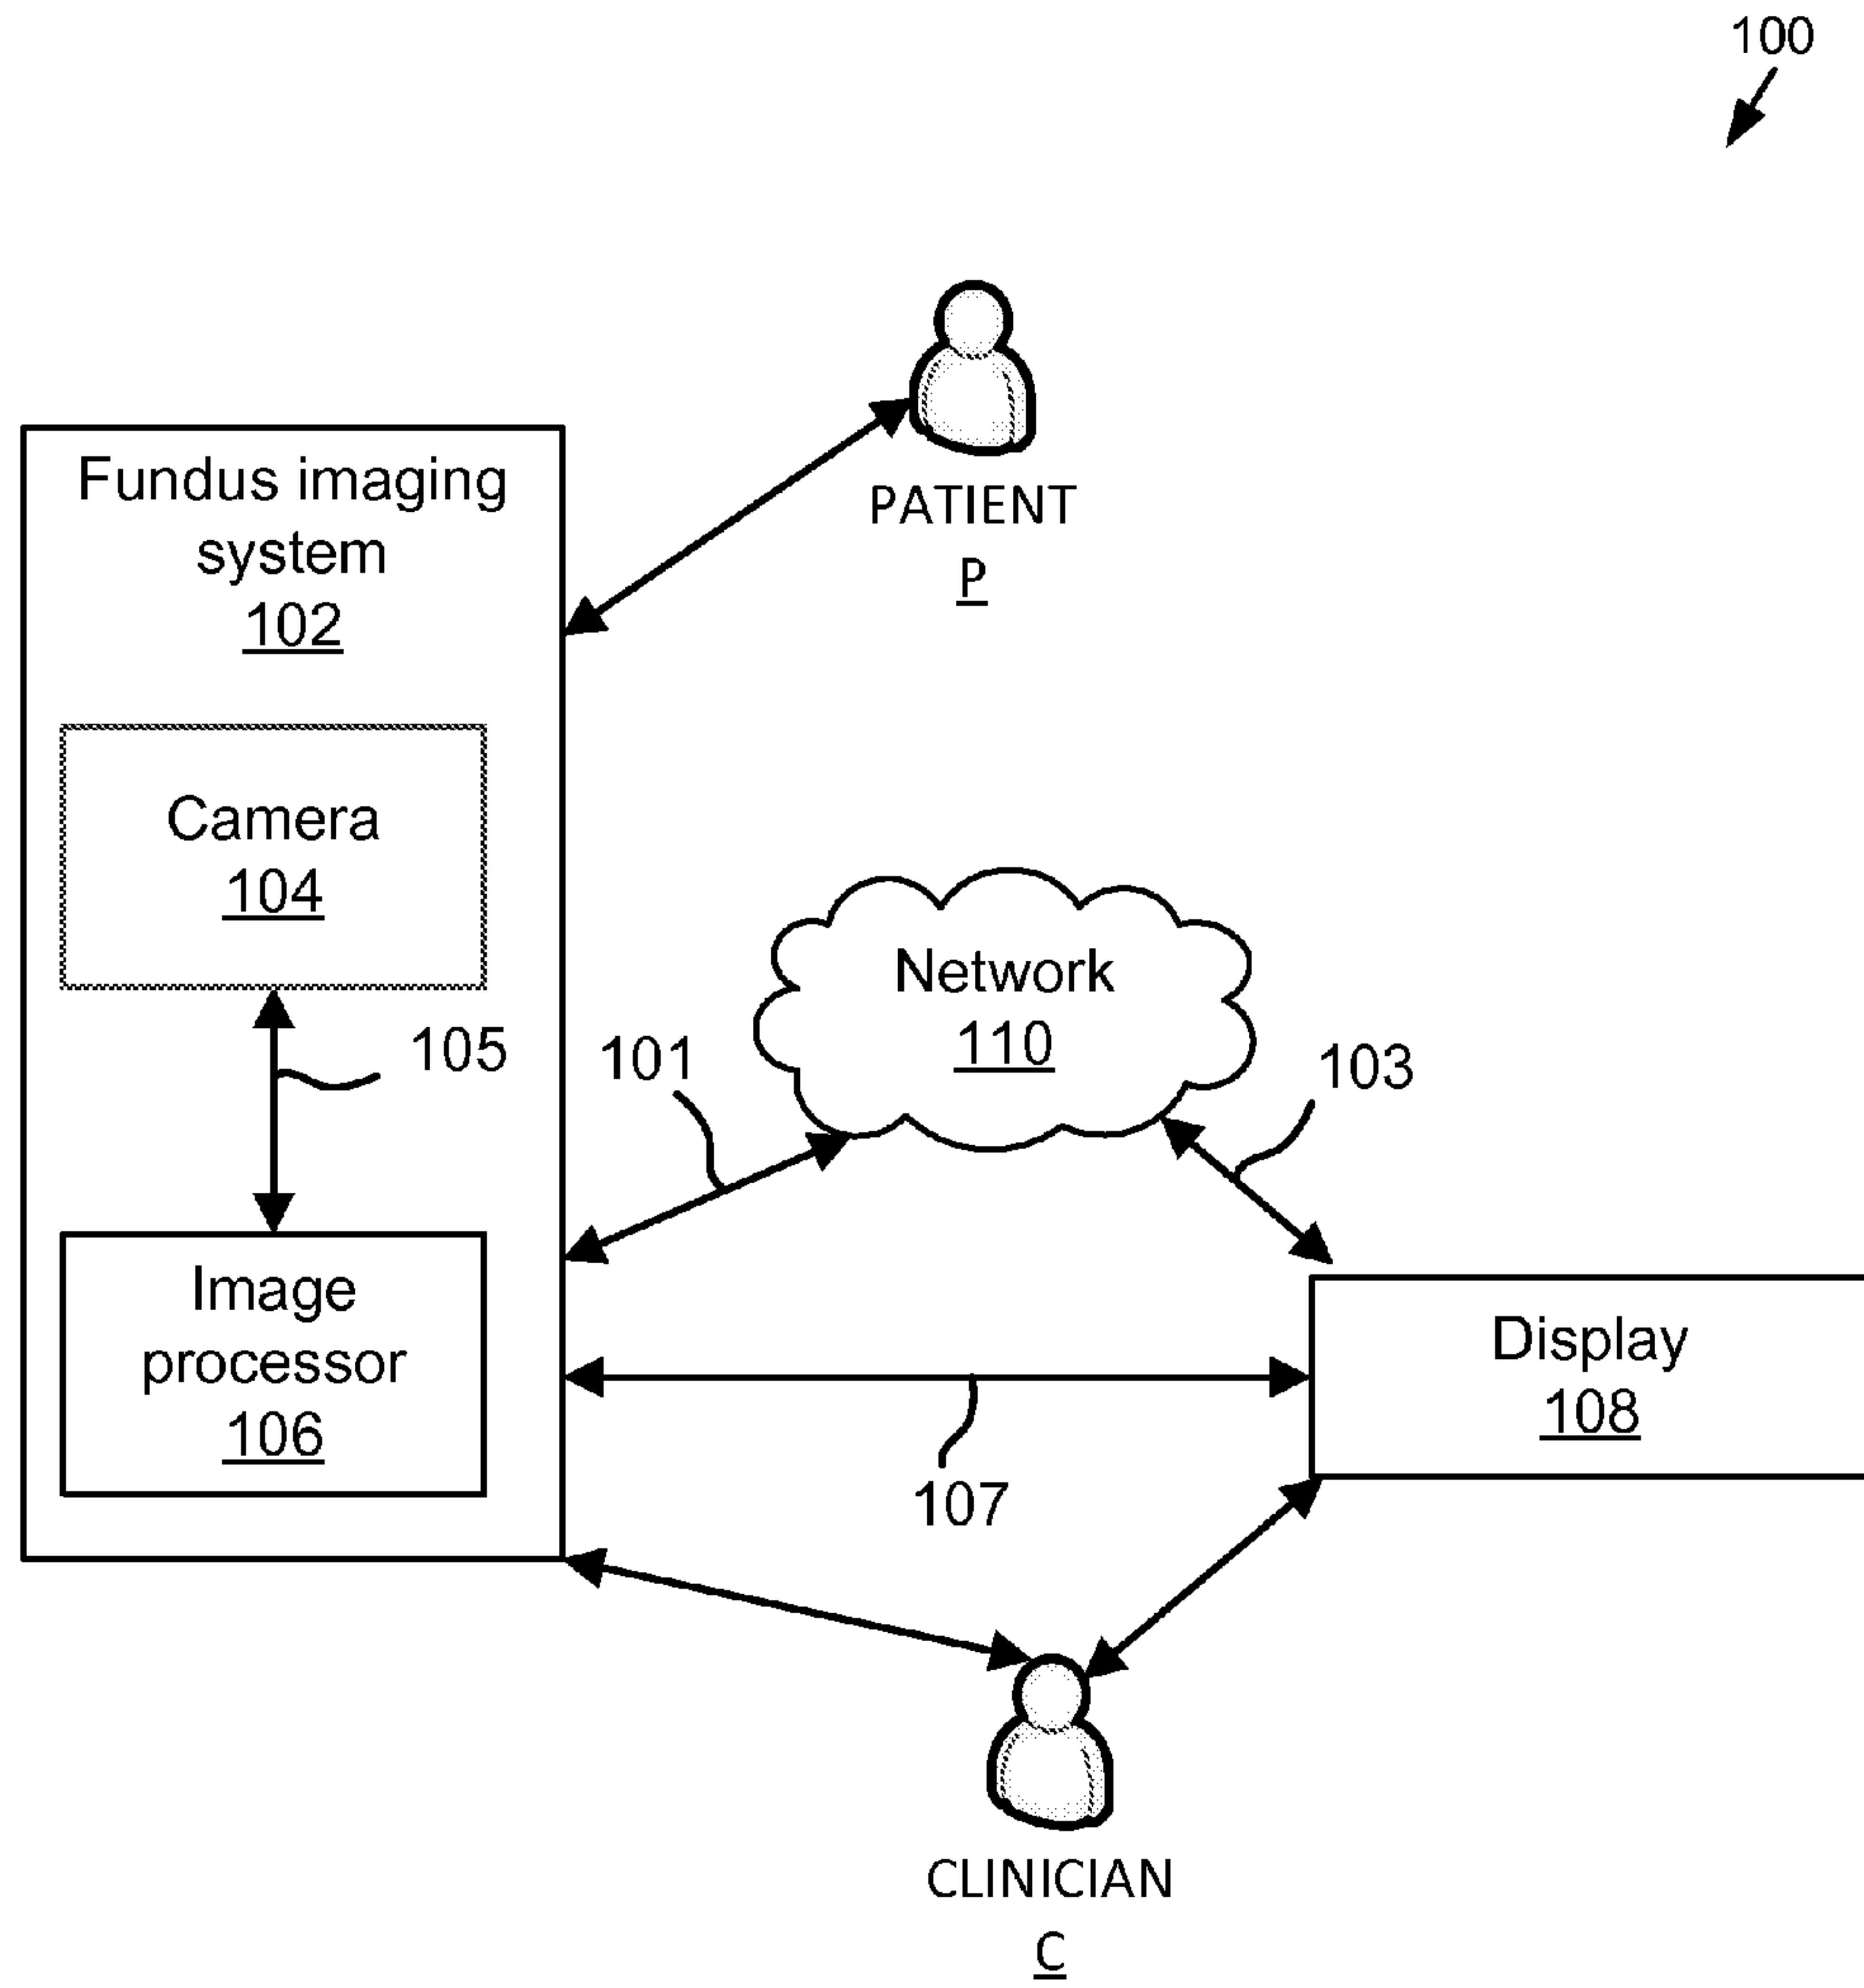 100
PATIENT
P
Fundus imaging
system
102
Camera
104
105
Image
processor
106
Network
110
101
103
107
Display
108
CLINICIAN
C